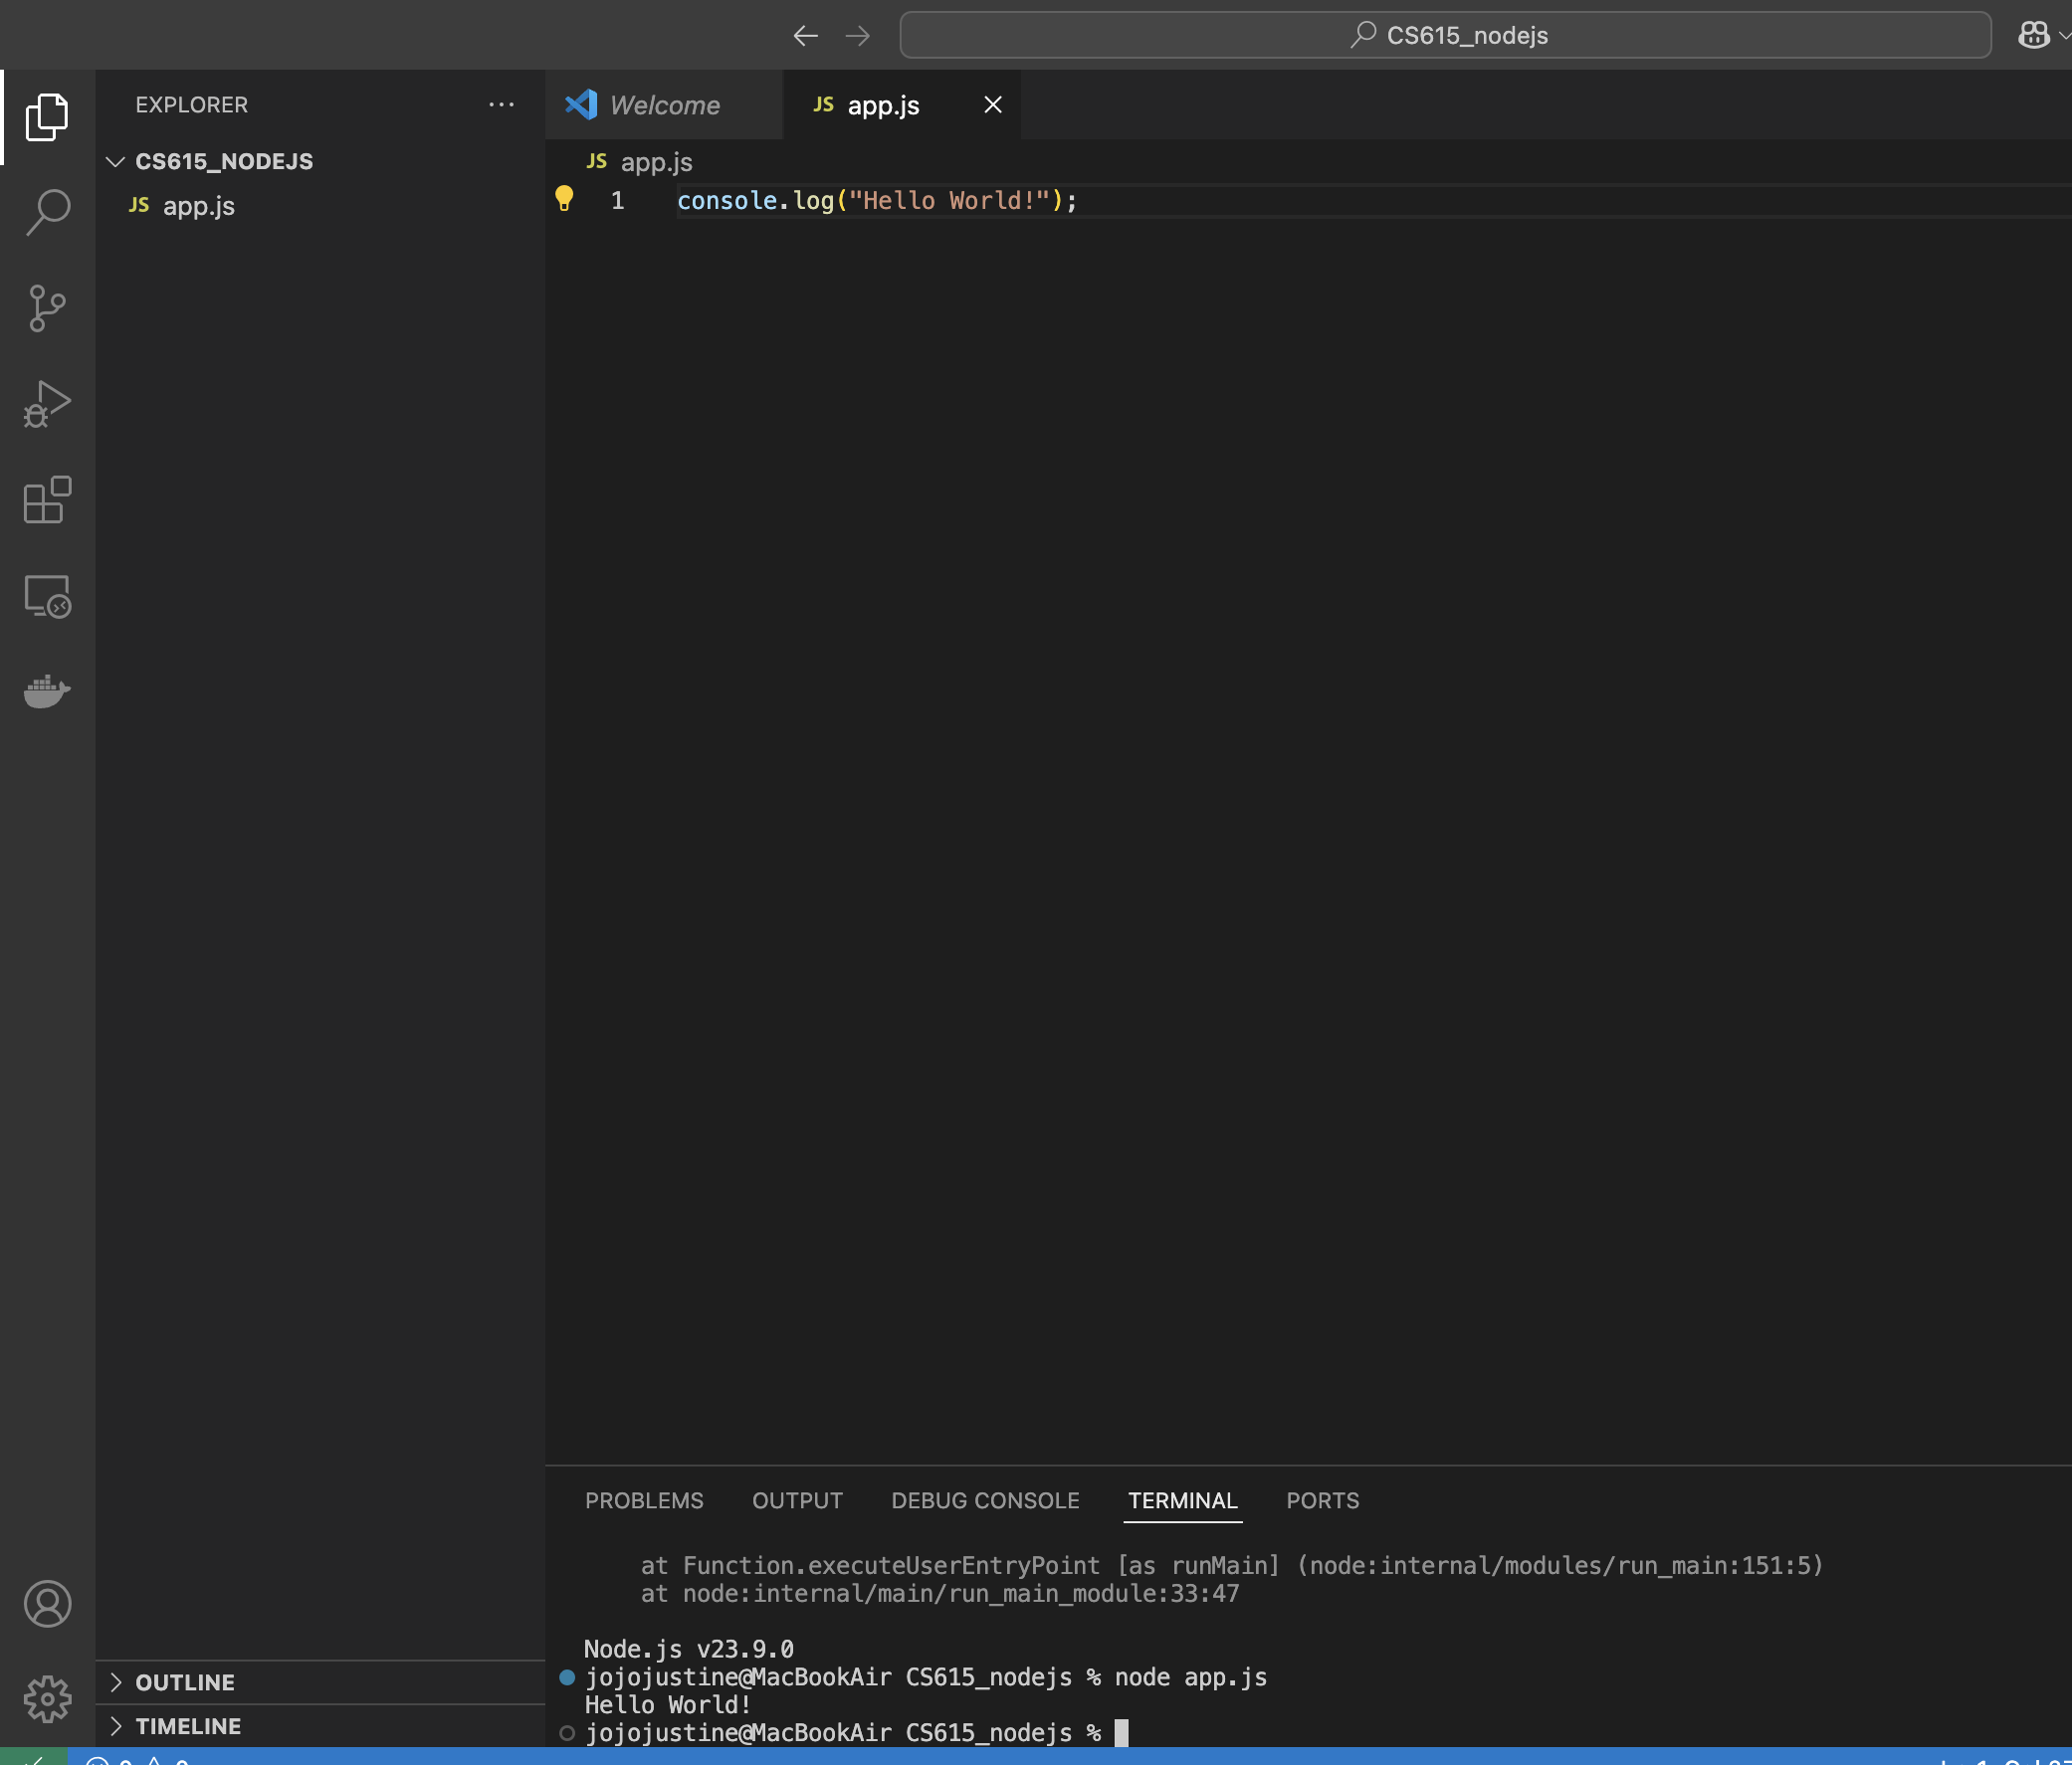 CS615_nodejs
EXPLORER
Welcome
JS app.js
CS615_NODEJS
JS app.js
JS app.js
1 console.log("Hello World!");
PROBLEMS OUTPUT DEBUG CONSOLE TERMINAL PORTS
at Function.executeUserEntryPoint [as runMain] (node:internal/modules/run_main:151:5)
at node:internal/main/run_main_module:33:47
Node.js v23.9.0
jojojustine@MacBookAir CS615_nodejs % node app.js
Hello World!
jojojustine@MacBookAir CS615_nodejs %
OUTLINE
TIMELINE